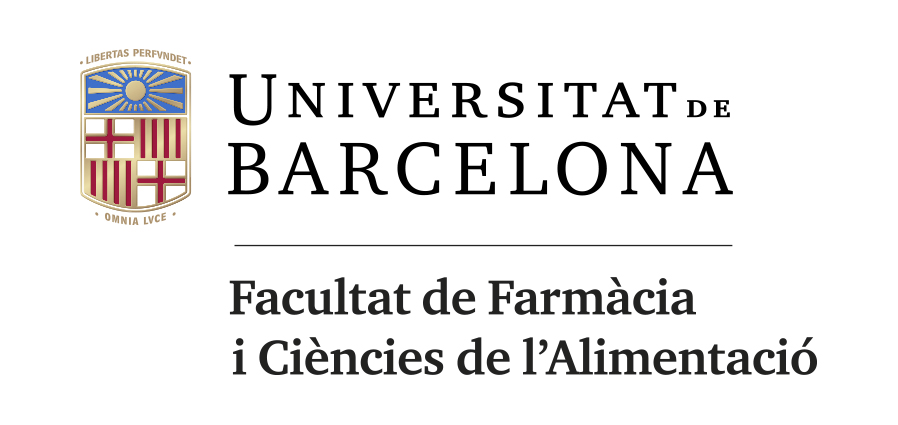 · LIBERTAS PERFVNDET ·
UNIVERSITAT DE
BARCELONA
· OMNIA LVCE ·
Facultat de Farmàcia
i Ciències de l’Alimentació